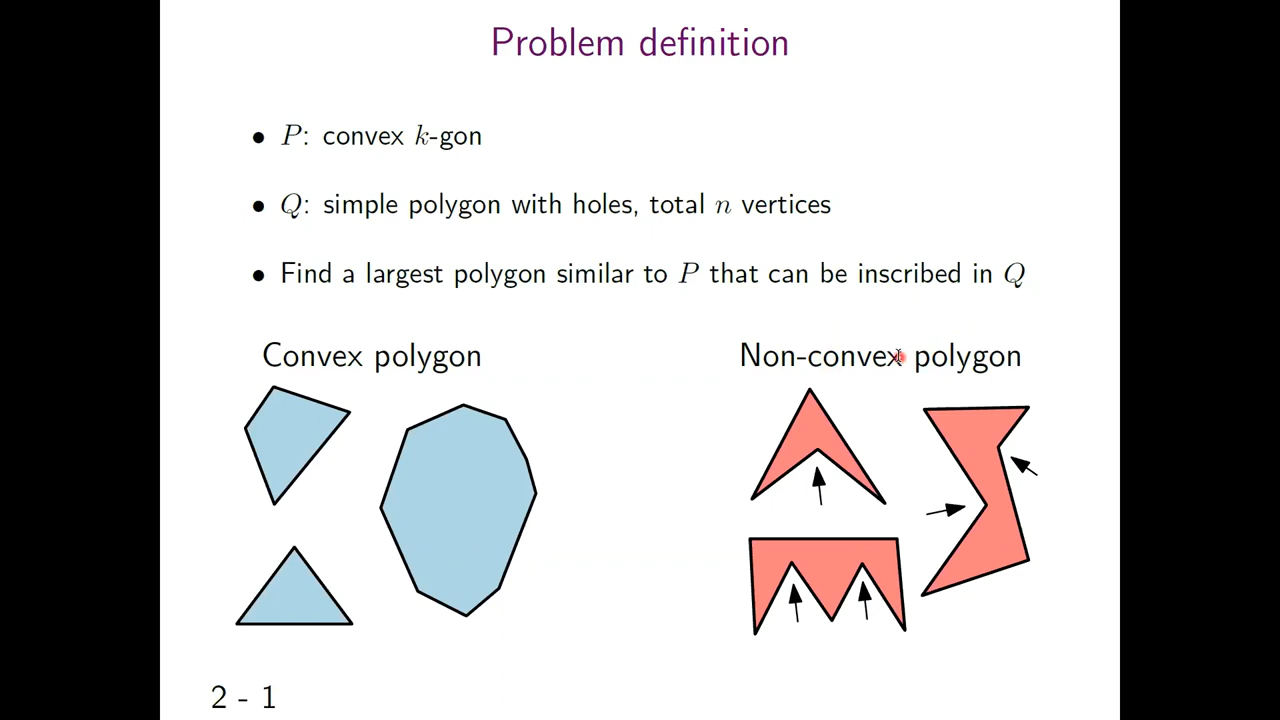 Problem definition
• P: convex k-gon
• Q: simple polygon with holes, total n vertices
• Find a largest polygon similar to P that can be inscribed in Q
Convex polygon
Non-convex polygon
2 - 1